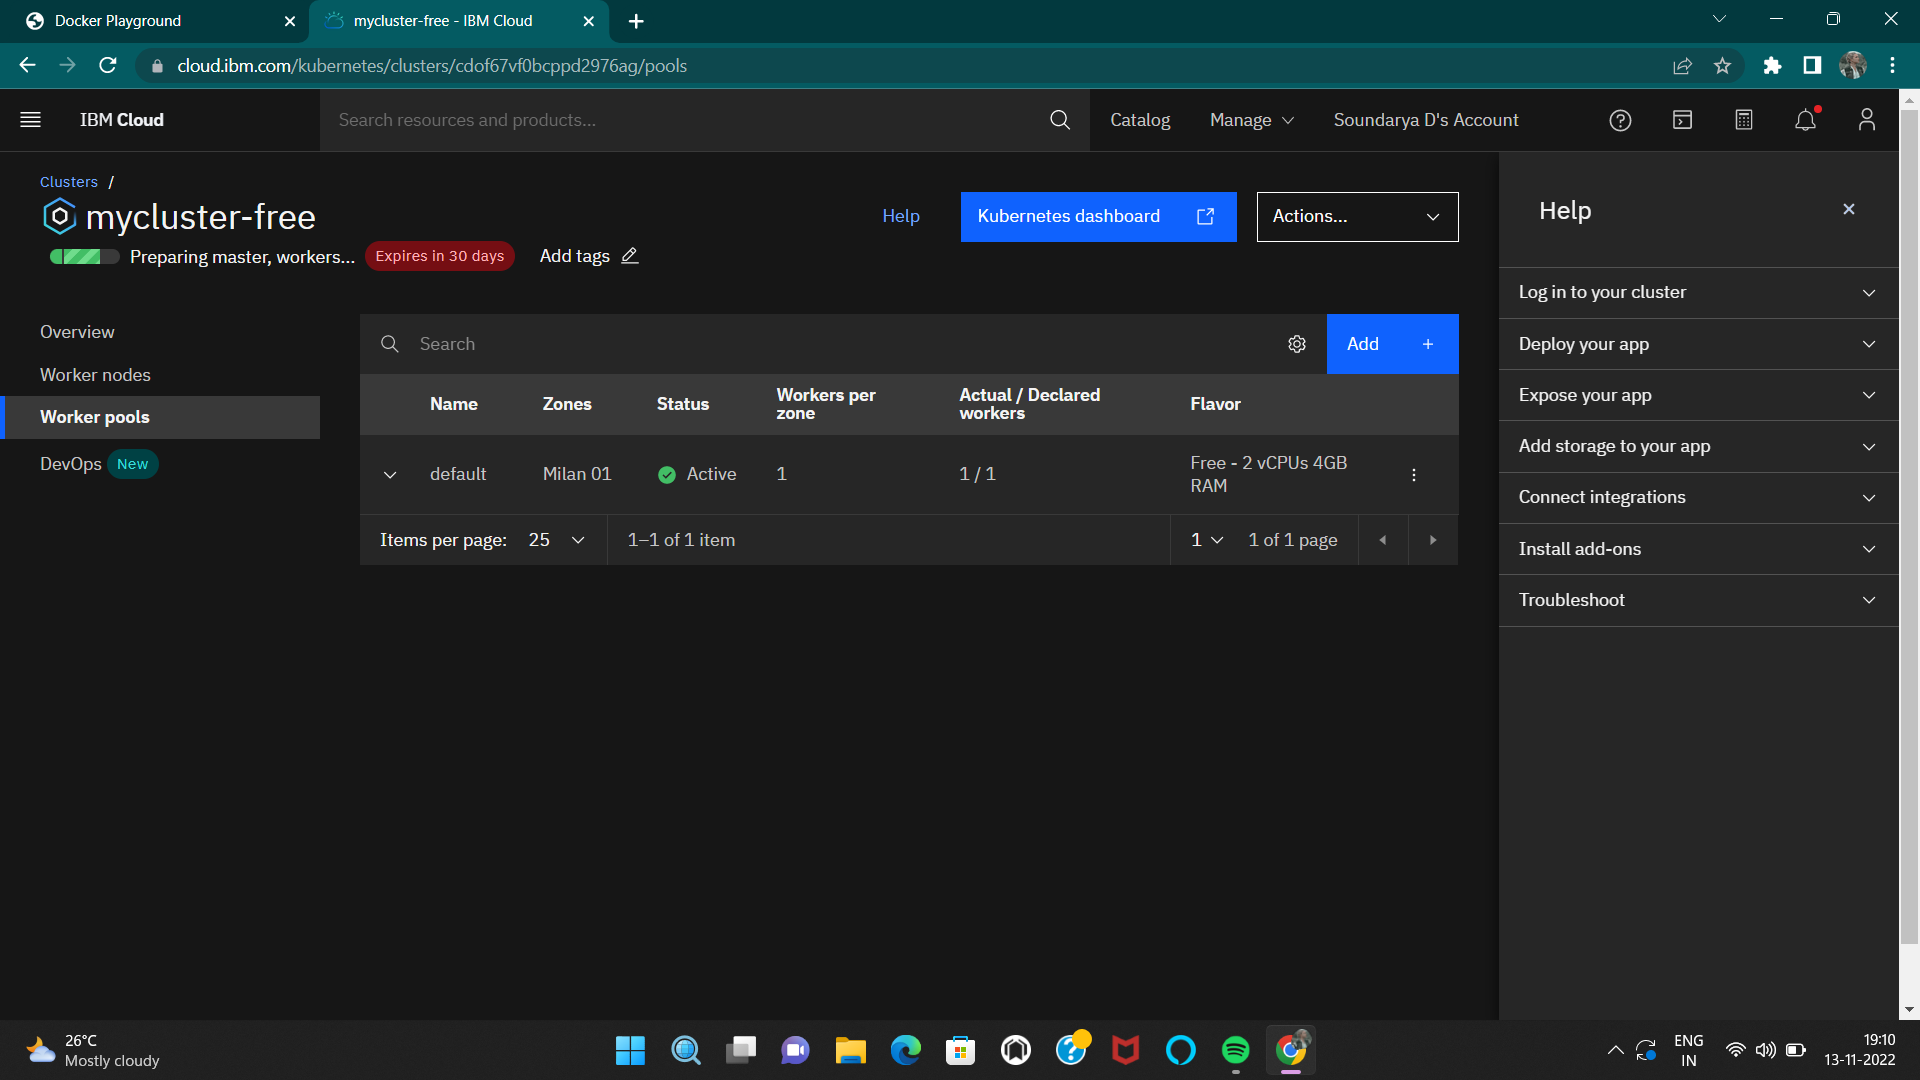 Docker Playground
mycluster-free - IBM Cloud
cloud.ibm.com/kubernetes/clusters/cdof67vf0bcppd2976ag/pools
IBM Cloud
Search resources and products...
Catalog
Manage
Soundarya D's Account
Clusters /
mycluster-free
Help
Kubernetes dashboard
Actions...
Preparing master, workers...
Expires in 30 days
Add tags
Overview
Worker nodes
Worker pools
DevOps New
Search
Add +
Name Zones Status Workers per zone Actual / Declared workers Flavor
default Milan 01 Active 1 1 / 1 Free - 2 vCPUs 4GB RAM
Items per page: 25 1–1 of 1 item 1 1 of 1 page
Help
Log in to your cluster
Deploy your app
Expose your app
Add storage to your app
Connect integrations
Install add-ons
Troubleshoot
26°C
Mostly cloudy
ENG
IN
19:10
13-11-2022